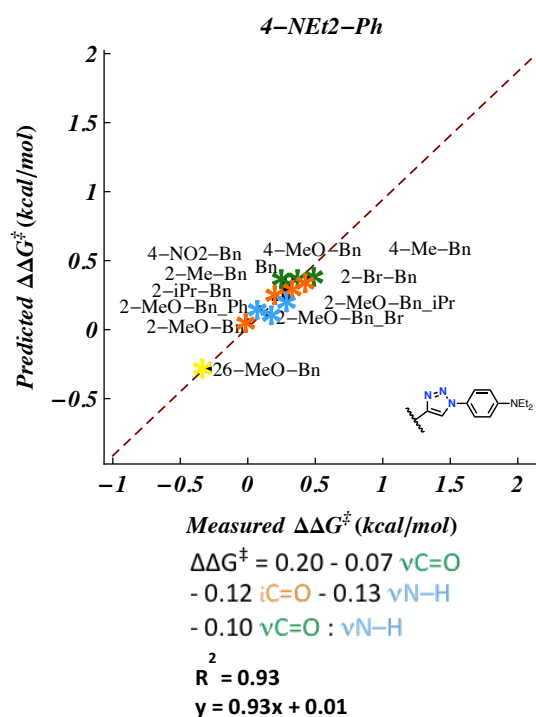 4−NEt2−Ph
Predicted ΔΔG‡ (kcal/mol)
2
1.5
1
0.5
0
−0.5
4−NO2−Bn 4−MeO−Bn 4−Me−Bn
2−Me−Bn Bn 2−Br−Bn
2−iPr−Bn
2−MeO−Bn_Ph 2−MeO−Bn_iPr
2−MeO−Bn 2−MeO−Bn_Br
26−MeO−Bn
N N
N NEt2
−1 −0.5 0 0.5 1 1.5 2
Measured ΔΔG‡ (kcal/mol)
ΔΔG‡ = 0.20 - 0.07 νC=O
- 0.12 iC=O - 0.13 νN–H
- 0.10 νC=O : νN–H
R2 = 0.93
y = 0.93x + 0.01